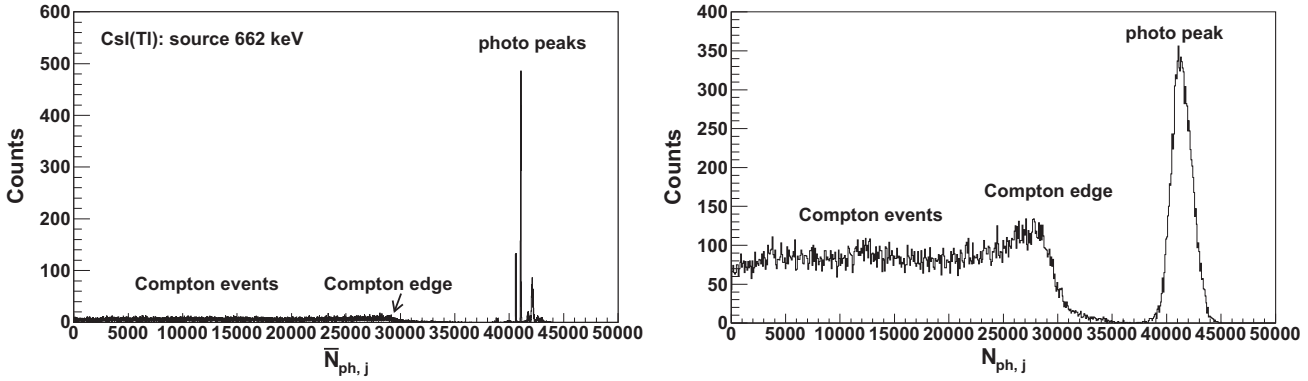 600
500
400
300
200
100
0
Counts
CsI(Tl): source 662 keV
photo peaks
Compton events
Compton edge
0 5000 10000 15000 20000 25000 30000 35000 40000 45000 50000
N̅ph, j
400
350
300
250
200
150
100
50
0
Counts
photo peak
Compton edge
Compton events
0 5000 10000 15000 20000 25000 30000 35000 40000 45000 50000
Nph, j